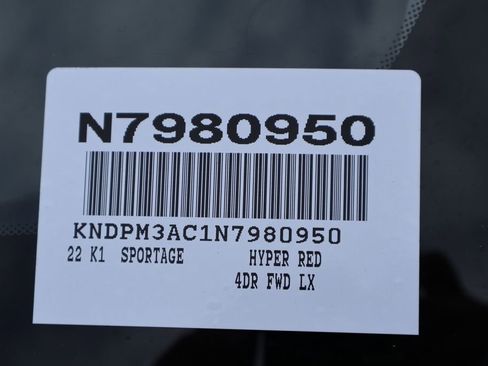 N7980950
KNDPM3AC1N7980950
22 K1 SPORTAGE HYPER RED
4DR FWD LX